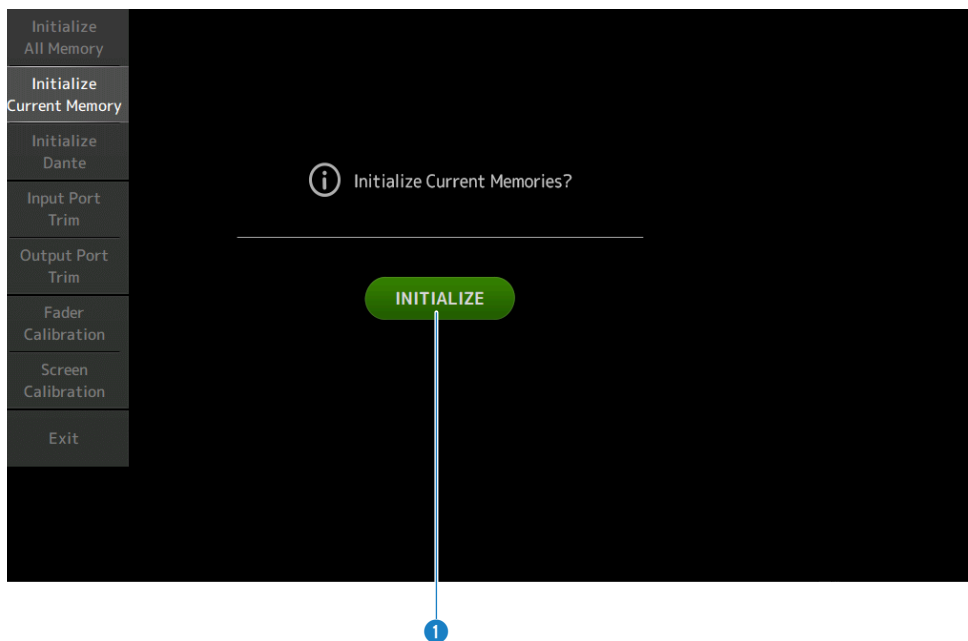 Initialize
All Memory
Initialize
Current Memory
Initialize
Dante
Input Port
Trim
Output Port
Trim
Fader
Calibration
Screen
Calibration
Exit
Initialize Current Memories?
INITIALIZE
1